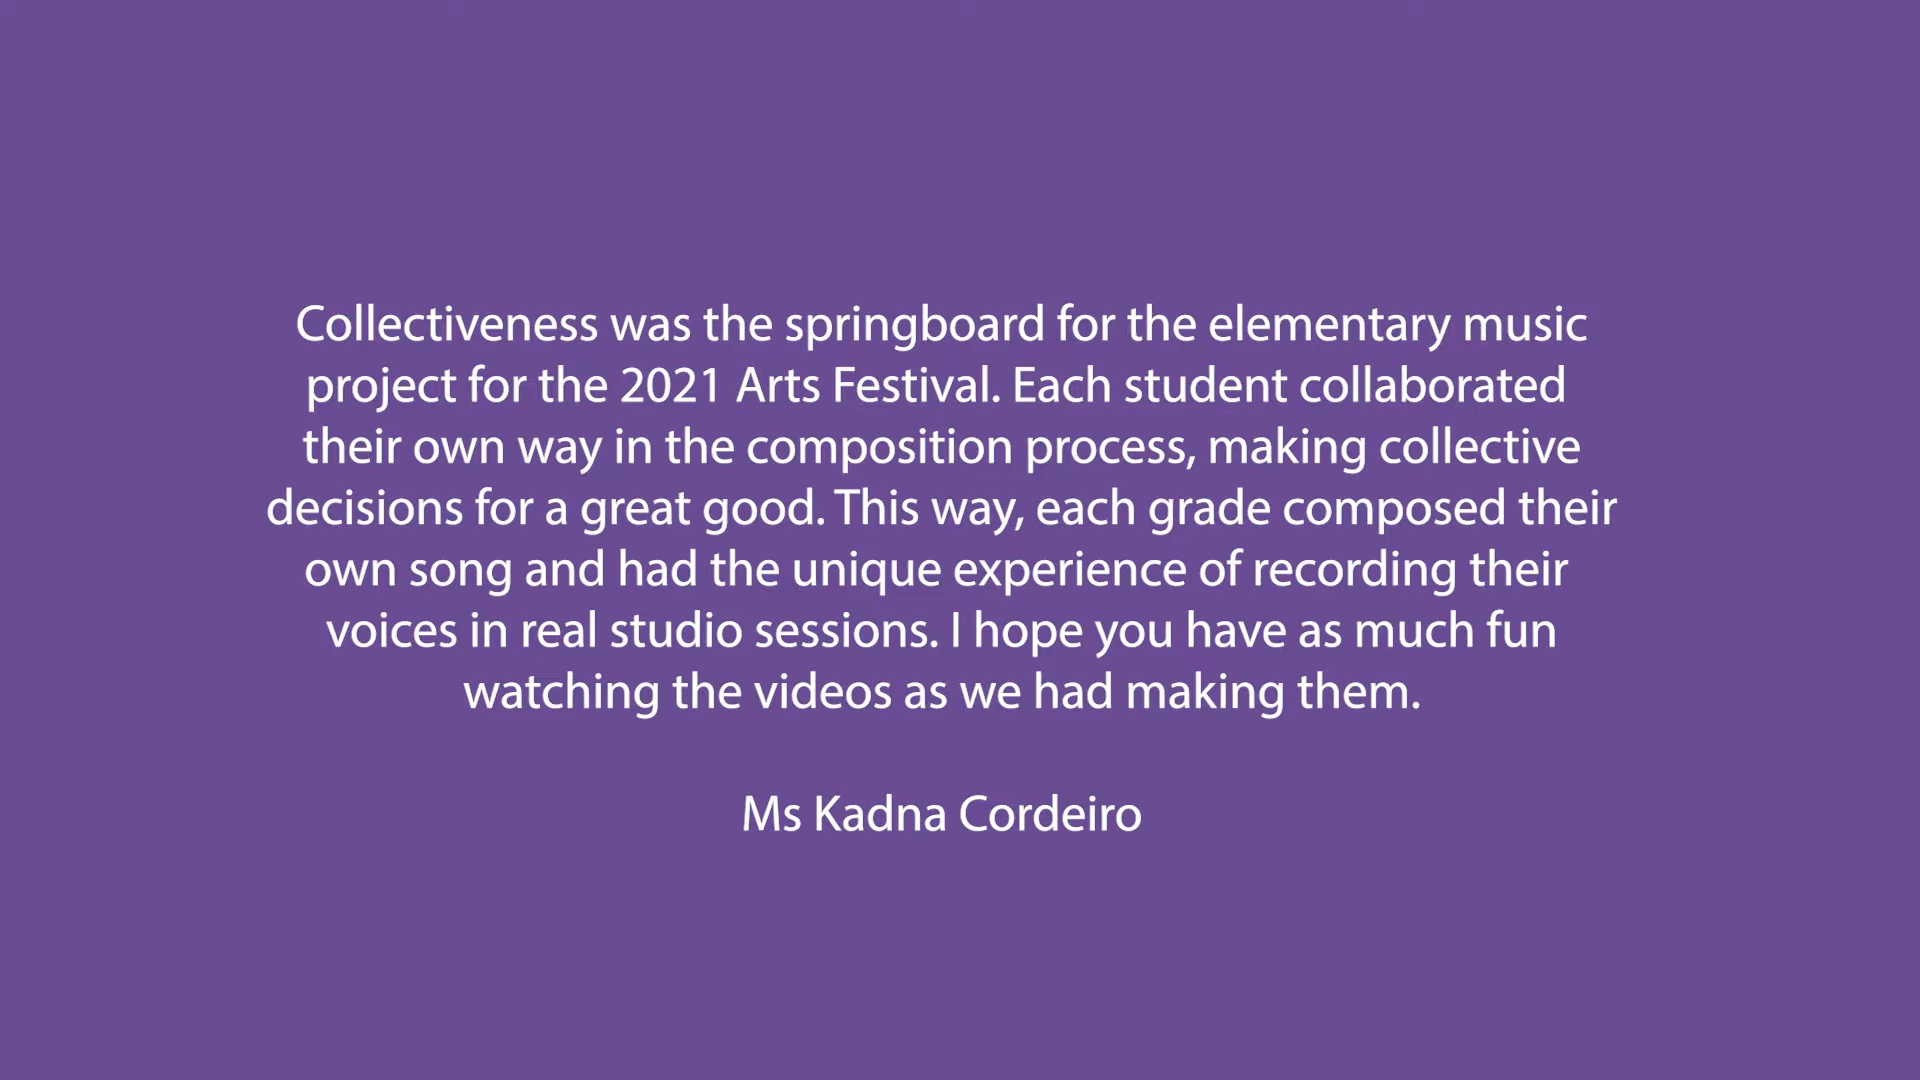 Collectiveness was the springboard for the elementary music
project for the 2021 Arts Festival. Each student collaborated
their own way in the composition process, making collective
decisions for a great good. This way, each grade composed their
own song and had the unique experience of recording their
voices in real studio sessions. I hope you have as much fun
watching the videos as we had making them.
Ms Kadna Cordeiro